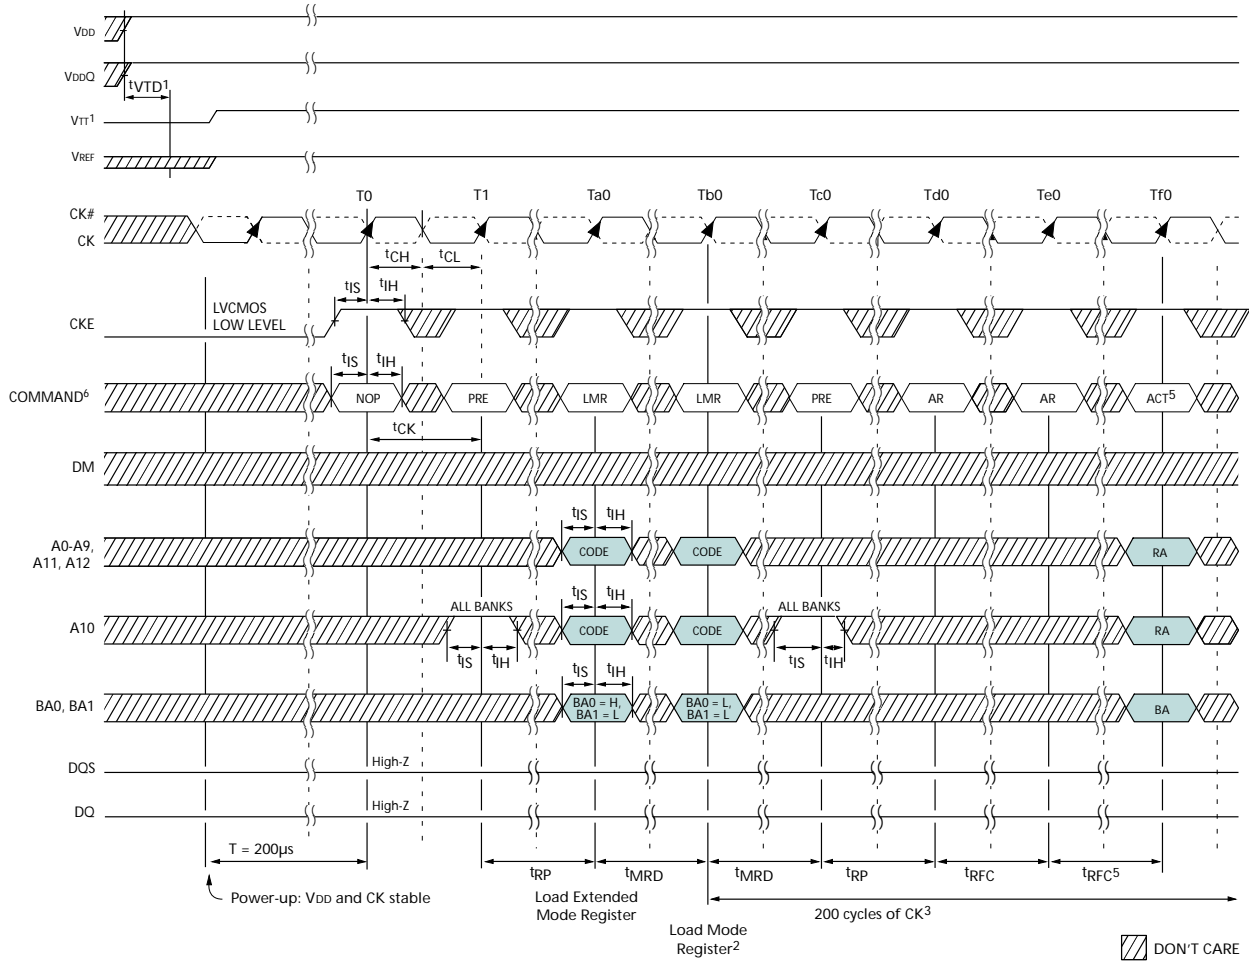 VDD
VDDQ
tVTD1
VTT1
VREF
T0 T1 Ta0 Tb0 Tc0 Td0 Te0 Tf0
CK#
CK
tCH tCL
tIS tIH
LVCMOS
LOW LEVEL
CKE
tIS tIH
COMMAND6 NOP PRE LMR LMR PRE AR AR ACT5
tCK
DM
tIS tIH
A0-A9,
A11, A12
CODE CODE RA
ALL BANKS tIS tIH ALL BANKS
A10 CODE CODE RA
tIS tIH tIS tIH
tIS tIH
BA0, BA1
BA0 = H,
BA1 = L
BA0 = L,
BA1 = L
BA
DQS High-Z
DQ High-Z
T = 200µs
tRP tMRD tMRD tRP tRFC tRFC5
Power-up: VDD and CK stable
Load Extended
Mode Register
200 cycles of CK3
Load Mode
Register2
DON'T CARE